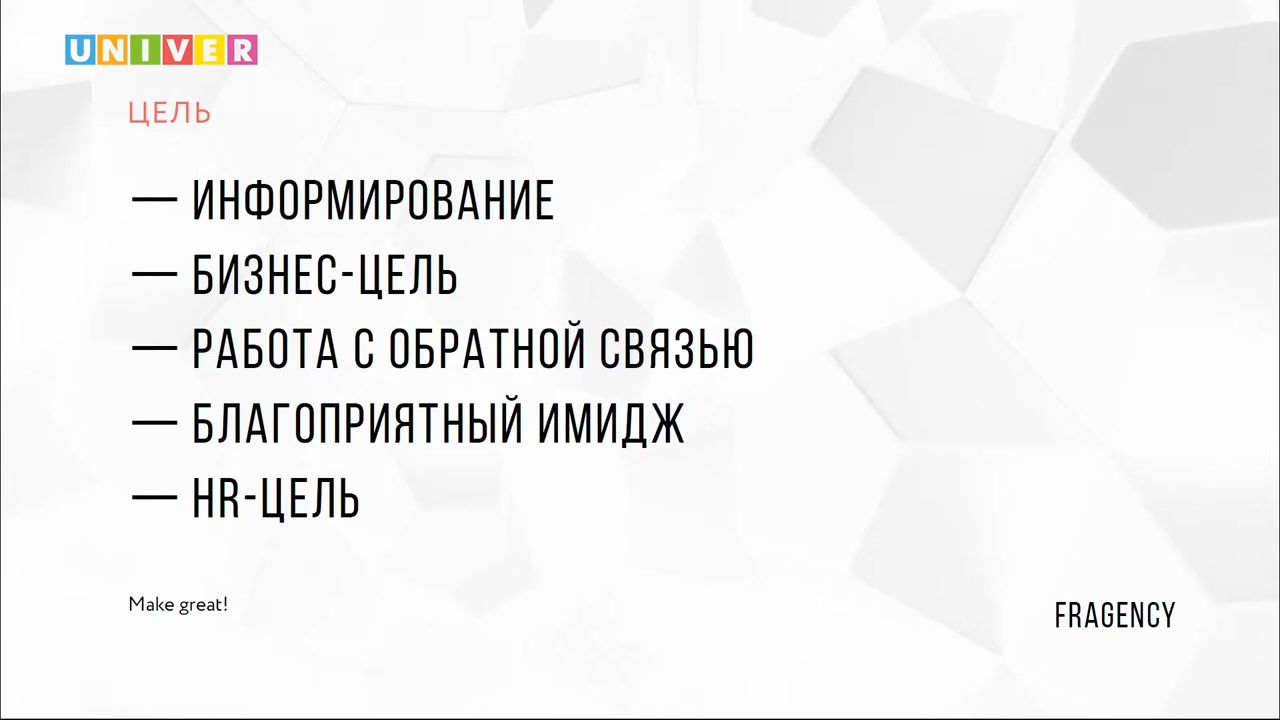 UNIVER
ЦЕЛЬ
— ИНФОРМИРОВАНИЕ
— БИЗНЕС-ЦЕЛЬ
— РАБОТА С ОБРАТНОЙ СВЯЗЬЮ
— БЛАГОПРИЯТНЫЙ ИМИДЖ
— HR-ЦЕЛЬ
Make great!
FRAGENCY